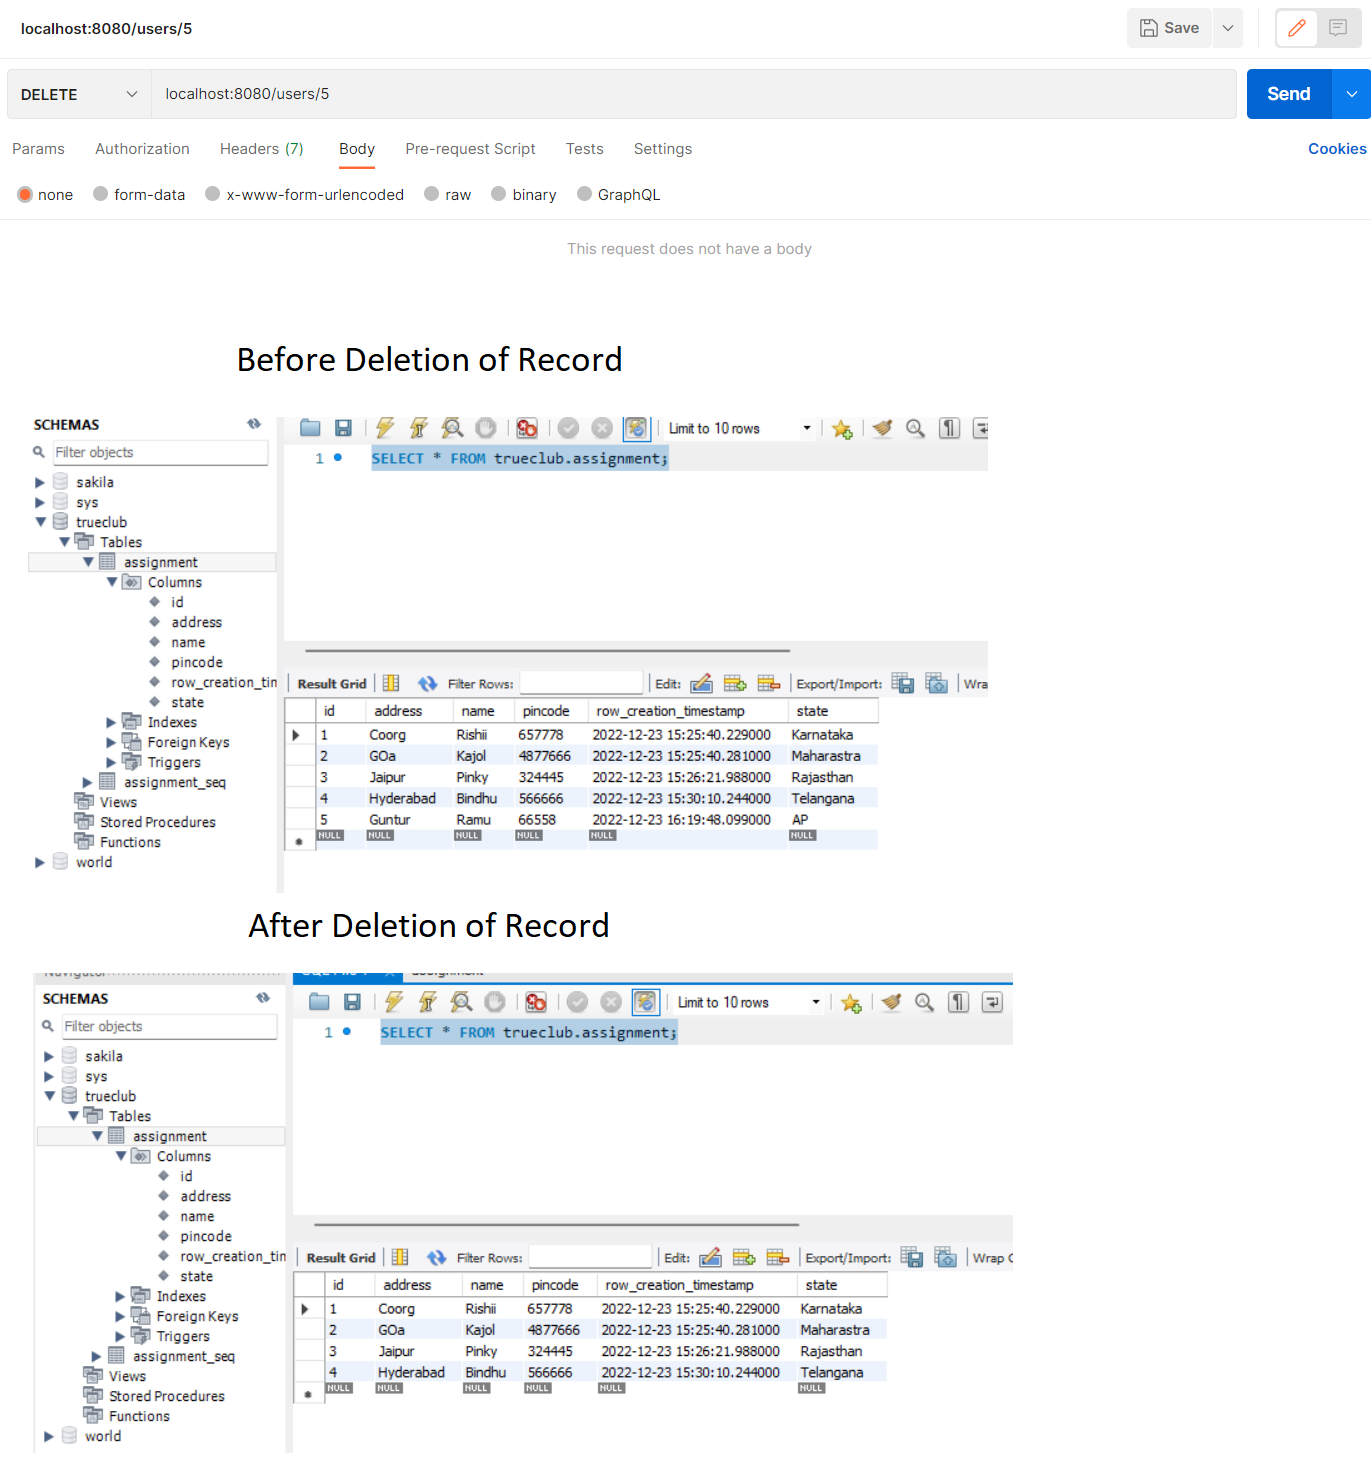 localhost:8080/users/5
Save
DELETE
localhost:8080/users/5
Send
Params Authorization Headers (7) Body Pre-request Script Tests Settings Cookies
none form-data x-www-form-urlencoded raw binary GraphQL
This request does not have a body
Before Deletion of Record
SCHEMAS
Limit to 10 rows
Filter objects
1 SELECT * FROM trueclub.assignment;
sakila
sys
trueclub
Tables
assignment
Columns
id
address
name
pincode
row_creation_tin
state
Indexes
Foreign Keys
Triggers
assignment_seq
Views
Stored Procedures
Functions
world
Result Grid Filter Rows: Edit: Export/Import: Wra
id address name pincode row_creation_timestamp state
1 Coorg Rishii 657778 2022-12-23 15:25:40.229000 Karnataka
2 GOa Kajol 4877666 2022-12-23 15:25:40.281000 Maharastra
3 Jaipur Pinky 324445 2022-12-23 15:26:21.988000 Rajasthan
4 Hyderabad Bindhu 566666 2022-12-23 15:30:10.244000 Telangana
5 Guntur Ramu 66558 2022-12-23 16:19:48.099000 AP
NULL NULL NULL NULL NULL NULL
After Deletion of Record
Navigator
assignment
SCHEMAS
Limit to 10 rows
Filter objects
1 SELECT * FROM trueclub.assignment;
sakila
sys
trueclub
Tables
assignment
Columns
id
address
name
pincode
row_creation_tin
state
Indexes
Foreign Keys
Triggers
assignment_seq
Views
Stored Procedures
Functions
world
Result Grid Filter Rows: Edit: Export/Import: Wrap C
id address name pincode row_creation_timestamp state
1 Coorg Rishii 657778 2022-12-23 15:25:40.229000 Karnataka
2 GOa Kajol 4877666 2022-12-23 15:25:40.281000 Maharastra
3 Jaipur Pinky 324445 2022-12-23 15:26:21.988000 Rajasthan
4 Hyderabad Bindhu 566666 2022-12-23 15:30:10.244000 Telangana
NULL NULL NULL NULL NULL NULL